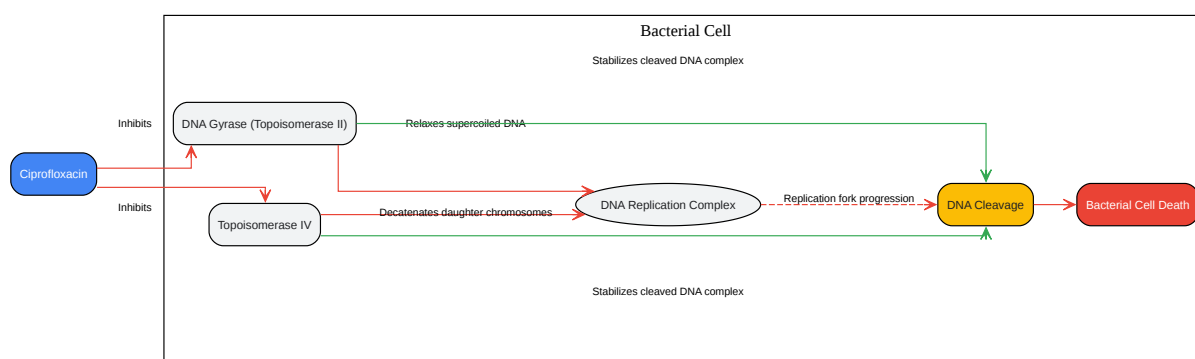 Bacterial Cell
Stabilizes cleaved DNA complex
Inhibits
DNA Gyrase (Topoisomerase II)
Relaxes supercoiled DNA
Ciprofloxacin
Inhibits
Topoisomerase IV
Decatenates daughter chromosomes
DNA Replication Complex
Replication fork progression
DNA Cleavage
Bacterial Cell Death
Stabilizes cleaved DNA complex